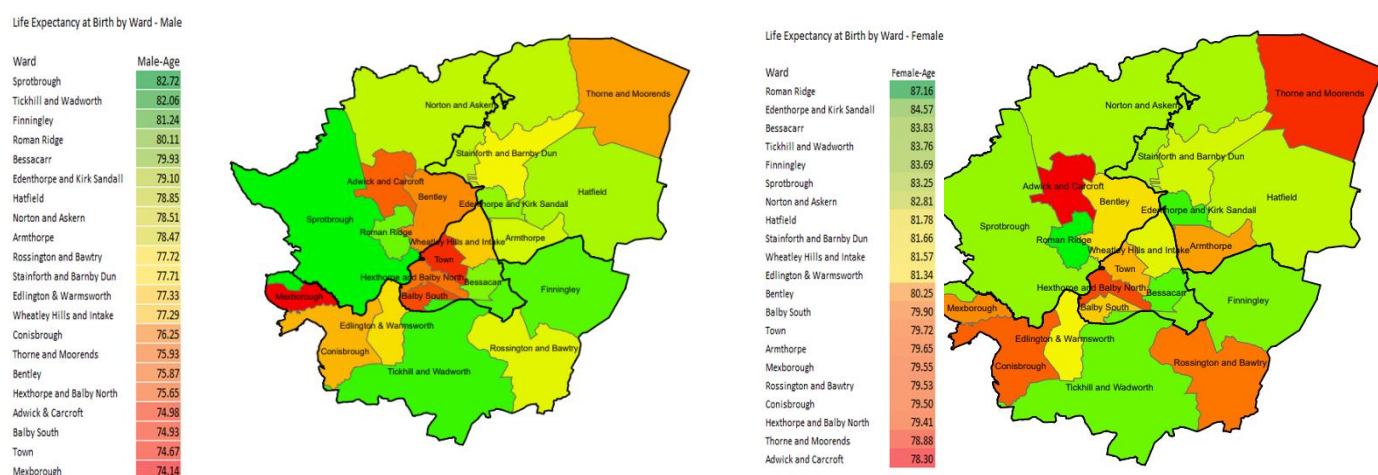 Life Expectancy at Birth by Ward - Male
Ward Male-Age
Sprotbrough 82.72
Tickhill and Wadworth 82.06
Finningley 81.24
Roman Ridge 80.11
Bessacarr 79.93
Edenthorpe and Kirk Sandall 79.10
Hatfield 78.85
Norton and Askern 78.51
Armthorpe 78.47
Rossington and Bawtry 77.72
Stainforth and Barnby Dun 77.71
Edlington & Warmsworth 77.33
Wheatley Hills and Intake 77.29
Conisbrough 76.25
Thorne and Moorends 75.93
Bentley 75.87
Hexthorpe and Balby North 75.65
Adwick & Carcroft 74.98
Balby South 74.93
Town 74.67
Mexborough 74.14
Thorne and Moorends
Norton and Askern
Stainforth and Barnby Dun
Adwick and Carcroft
Hatfield
Bentley
Edenthorpe and Kirk Sandall
Sprotbrough
Roman Ridge
Armthorpe
Wheatley Hills and Intake
Town
Hexthorpe and Balby North
Bessacarr
Finningley
Mexborough
Balby South
Edlington & Warmsworth
Conisbrough
Rossington and Bawtry
Tickhill and Wadworth
Life Expectancy at Birth by Ward - Female
Ward Female-Age
Roman Ridge 87.16
Edenthorpe and Kirk Sandall 84.57
Bessacarr 83.83
Tickhill and Wadworth 83.76
Finningley 83.69
Sprotbrough 83.25
Norton and Askern 82.81
Hatfield 81.78
Stainforth and Barnby Dun 81.66
Wheatley Hills and Intake 81.57
Edlington & Warmsworth 81.34
Bentley 80.25
Balby South 79.90
Town 79.72
Armthorpe 79.65
Mexborough 79.55
Rossington and Bawtry 79.53
Conisbrough 79.50
Hexthorpe and Balby North 79.41
Thorne and Moorends 78.88
Adwick and Carcroft 78.30
Thorne and Moorends
Norton and Askern
Stainforth and Barnby Dun
Adwick and Carcroft
Hatfield
Bentley
Edenthorpe and Kirk Sandall
Sprotbrough
Roman Ridge
Armthorpe
Wheatley Hills and Intake
Town
Hexthorpe and Balby North
Bessacarr
Finningley
Mexborough
Balby South
Edlington & Warmsworth
Conisbrough
Rossington and Bawtry
Tickhill and Wadworth